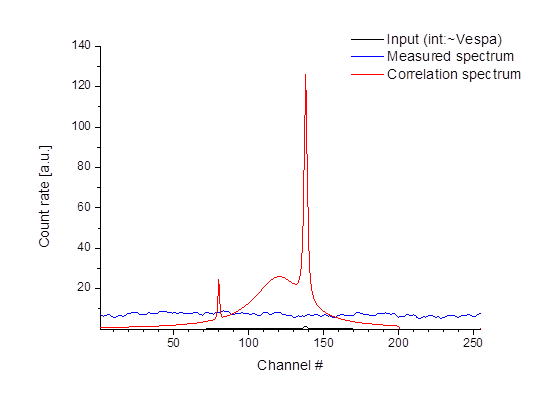 Input (int:~Vespa)
Measured spectrum
Correlation spectrum
140
120
100
80
60
40
20
Count rate [a.u.]
50 100 150 200 250
Channel #